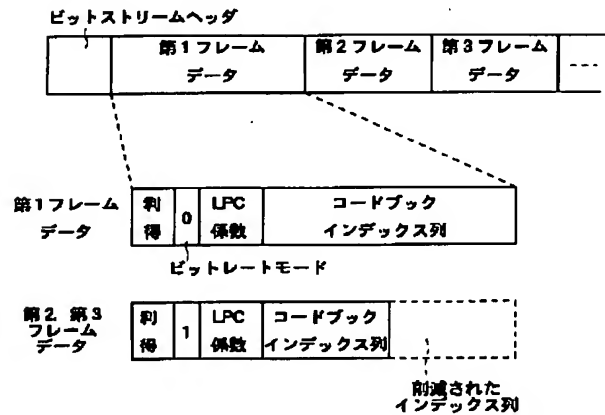 ビットストリームヘッダ
第1フレーム 第2フレーム 第3フレーム
データ データ データ
第1フレーム
データ
利
得
0
LPC
係数
コードブック
インデックス列
ビットレートモード
第2, 第3
フレーム
データ
利
得
1
LPC
係数
コードブック
インデックス列
削減された
インデックス列